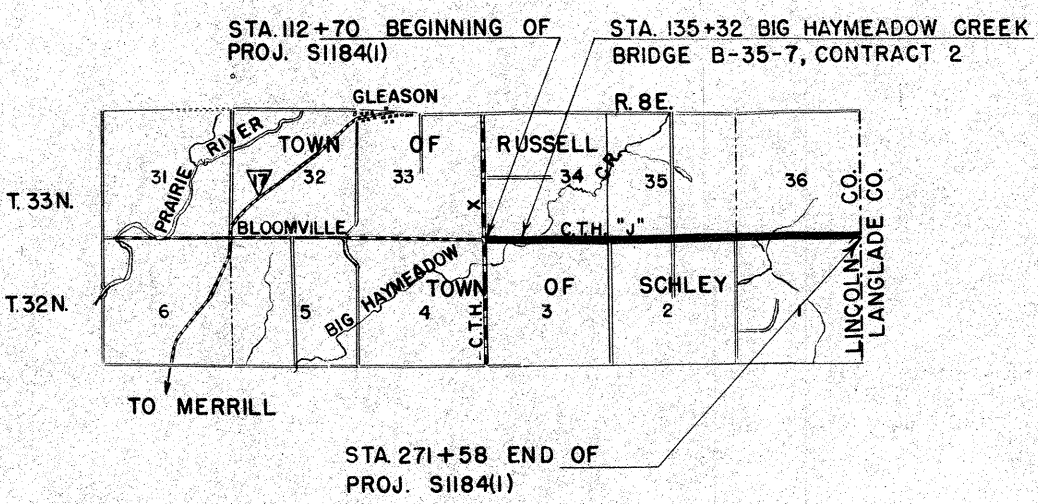 STA. 112+70 BEGINNING OF
PROJ. S1184(1)
STA. 135+32 BIG HAYMEADOW CREEK
BRIDGE B-35-7, CONTRACT 2
GLEASON
R. 8 E.
PRAIRIE RIVER
TOWN OF RUSSELL
31
17
32
33
34
C.R.
35
36
T. 33 N.
X
BLOOMVILLE
C.T.H. "J"
LINCOLN CO.
LANGLADE CO.
T. 32 N.
BIG HAYMEADOW
TOWN OF SCHLEY
6
5
4
C.T.H.
3
2
1
TO MERRILL
STA. 271+58 END OF
PROJ. S1184(1)